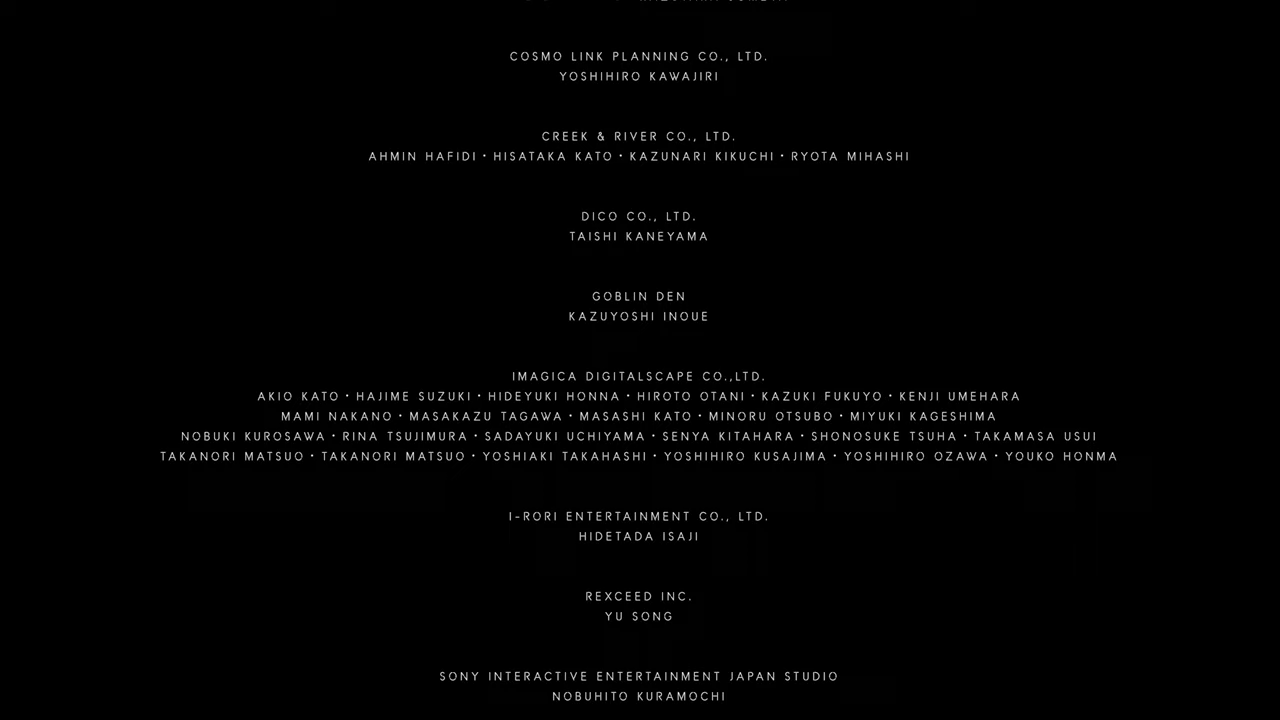 COSMO LINK PLANNING CO., LTD.
YOSHIHIRO KAWAJIRI
CREEK & RIVER CO., LTD.
AHMIN HAFIDI・HISATAKA KATO・KAZUNARI KIKUCHI・RYOTA MIHASHI
DICO CO., LTD.
TAISHI KANEYAMA
GOBLIN DEN
KAZUYOSHI INOUE
IMAGICA DIGITALSCAPE CO.,LTD.
AKIO KATO・HAJIME SUZUKI・HIDEYUKI HONNA・HIROTO OTANI・KAZUKI FUKUYO・KENJI UMEHARA
MAMI NAKANO・MASAKAZU TAGAWA・MASASHI KATO・MINORU OTSUBO・MIYUKI KAGESHIMA
NOBUKI KUROSAWA・RINA TSUJIMURA・SADAYUKI UCHIYAMA・SENYA KITAHARA・SHONOSUKE TSUHA・TAKAMASA USUI
TAKANORI MATSUO・TAKANORI MATSUO・YOSHIAKI TAKAHASHI・YOSHIHIRO KUSAJIMA・YOSHIHIRO OZAWA・YOUKO HONMA
I-RORI ENTERTAINMENT CO., LTD.
HIDETADA ISAJI
REXCEED INC.
YU SONG
SONY INTERACTIVE ENTERTAINMENT JAPAN STUDIO
NOBUHITO KURAMOCHI